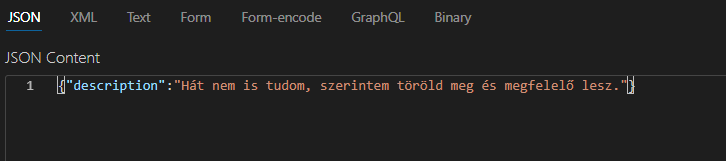 JSON XML Text Form Form-encode GraphQL Binary
JSON Content
1 {"description":"Hát nem is tudom, szerintem töröld meg és megfelelő lesz."}